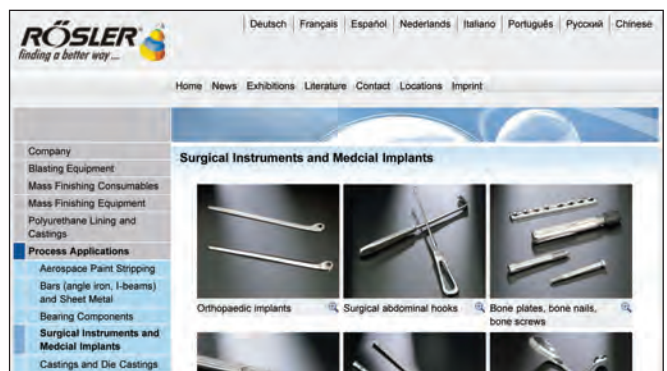 RÖSLER
finding a better way ...
Deutsch Français Español Nederlands Italiano Português Русский Chinese
Home News Exhibitions Literature Contact Locations Imprint
Company
Blasting Equipment
Mass Finishing Consumables
Mass Finishing Equipment
Polyurethane Lining and
Castings
Process Applications
Aerospace Paint Stripping
Bars (angle iron, I-beams)
and Sheet Metal
Bearing Components
Surgical Instruments and
Medcial Implants
Castings and Die Castings
Surgical Instruments and Medcial Implants
Orthopaedic implants
Surgical abdominal hooks
Bone plates, bone nails,
bone screws